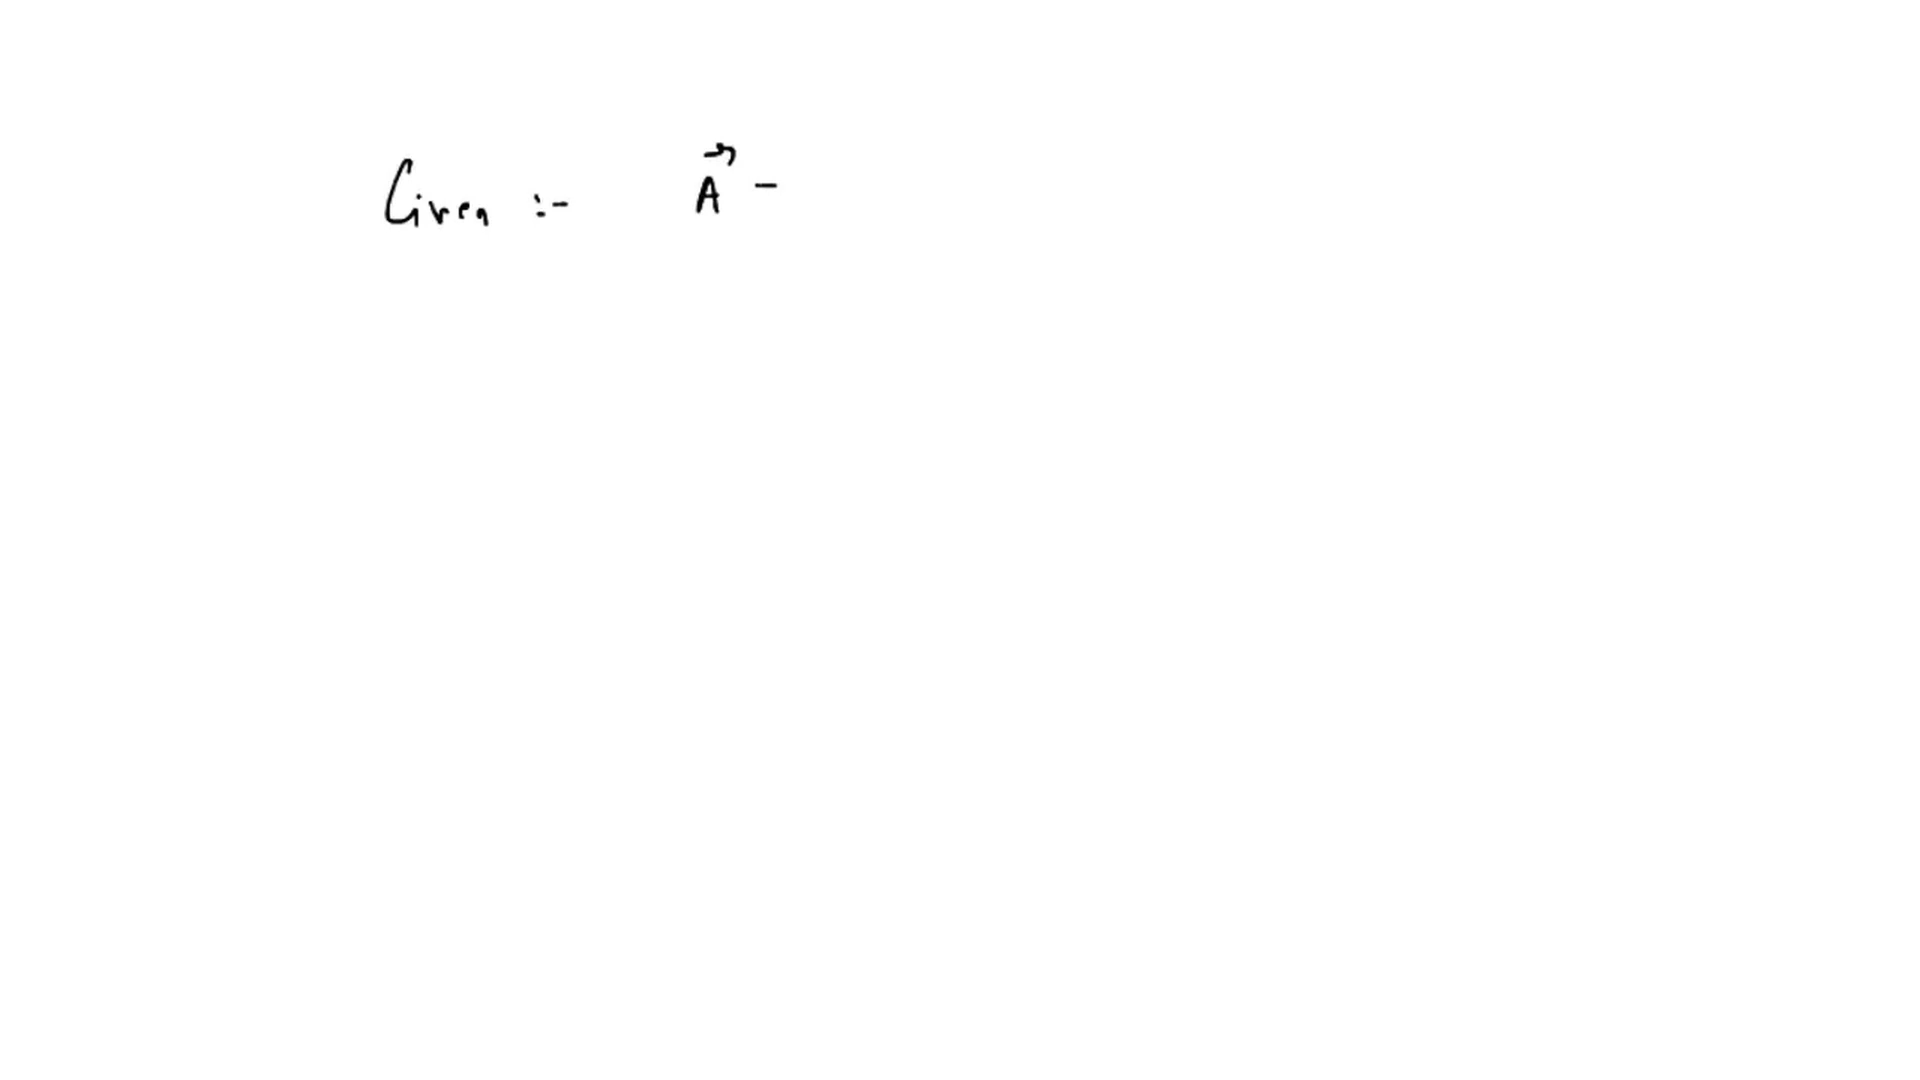 Given :- A⃗ -